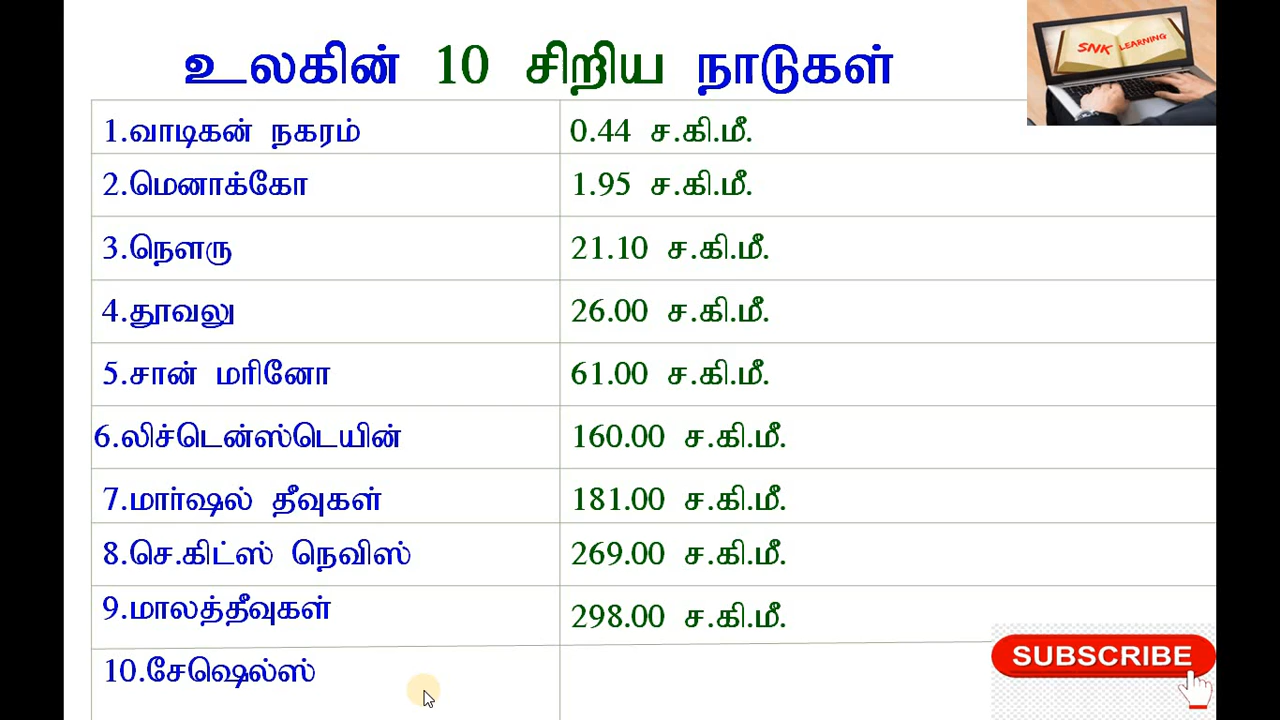 உலகின் 10 சிறிய நாடுகள்
SNK LEARNING
1.வாடிகன் நகரம் 0.44 ச.கி.மீ.
2.மெனாக்கோ 1.95 ச.கி.மீ.
3.நௌரு 21.10 ச.கி.மீ.
4.தூவலு 26.00 ச.கி.மீ.
5.சான் மரினோ 61.00 ச.கி.மீ.
6.லிச்டென்ஸ்டெயின் 160.00 ச.கி.மீ.
7.மார்ஷல் தீவுகள் 181.00 ச.கி.மீ.
8.செ.கிட்ஸ் நெவிஸ் 269.00 ச.கி.மீ.
9.மாலத்தீவுகள் 298.00 ச.கி.மீ.
10.சேஷெல்ஸ்
SUBSCRIBE